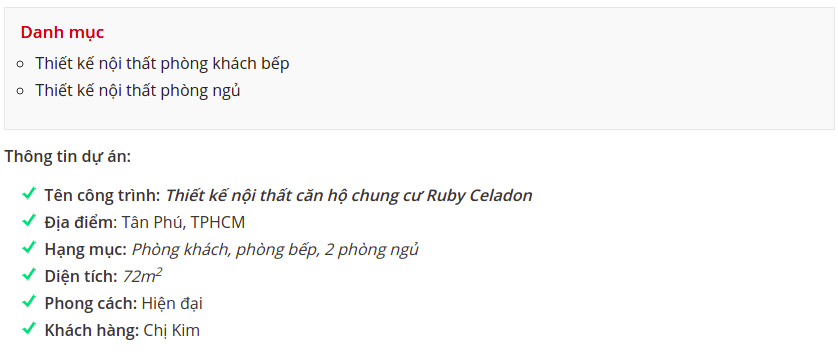 Danh mục
Thiết kế nội thất phòng khách bếp
Thiết kế nội thất phòng ngủ
Thông tin dự án:
Tên công trình: Thiết kế nội thất căn hộ chung cư Ruby Celadon
Địa điểm: Tân Phú, TPHCM
Hạng mục: Phòng khách, phòng bếp, 2 phòng ngủ
Diện tích: 72m²
Phong cách: Hiện đại
Khách hàng: Chị Kim